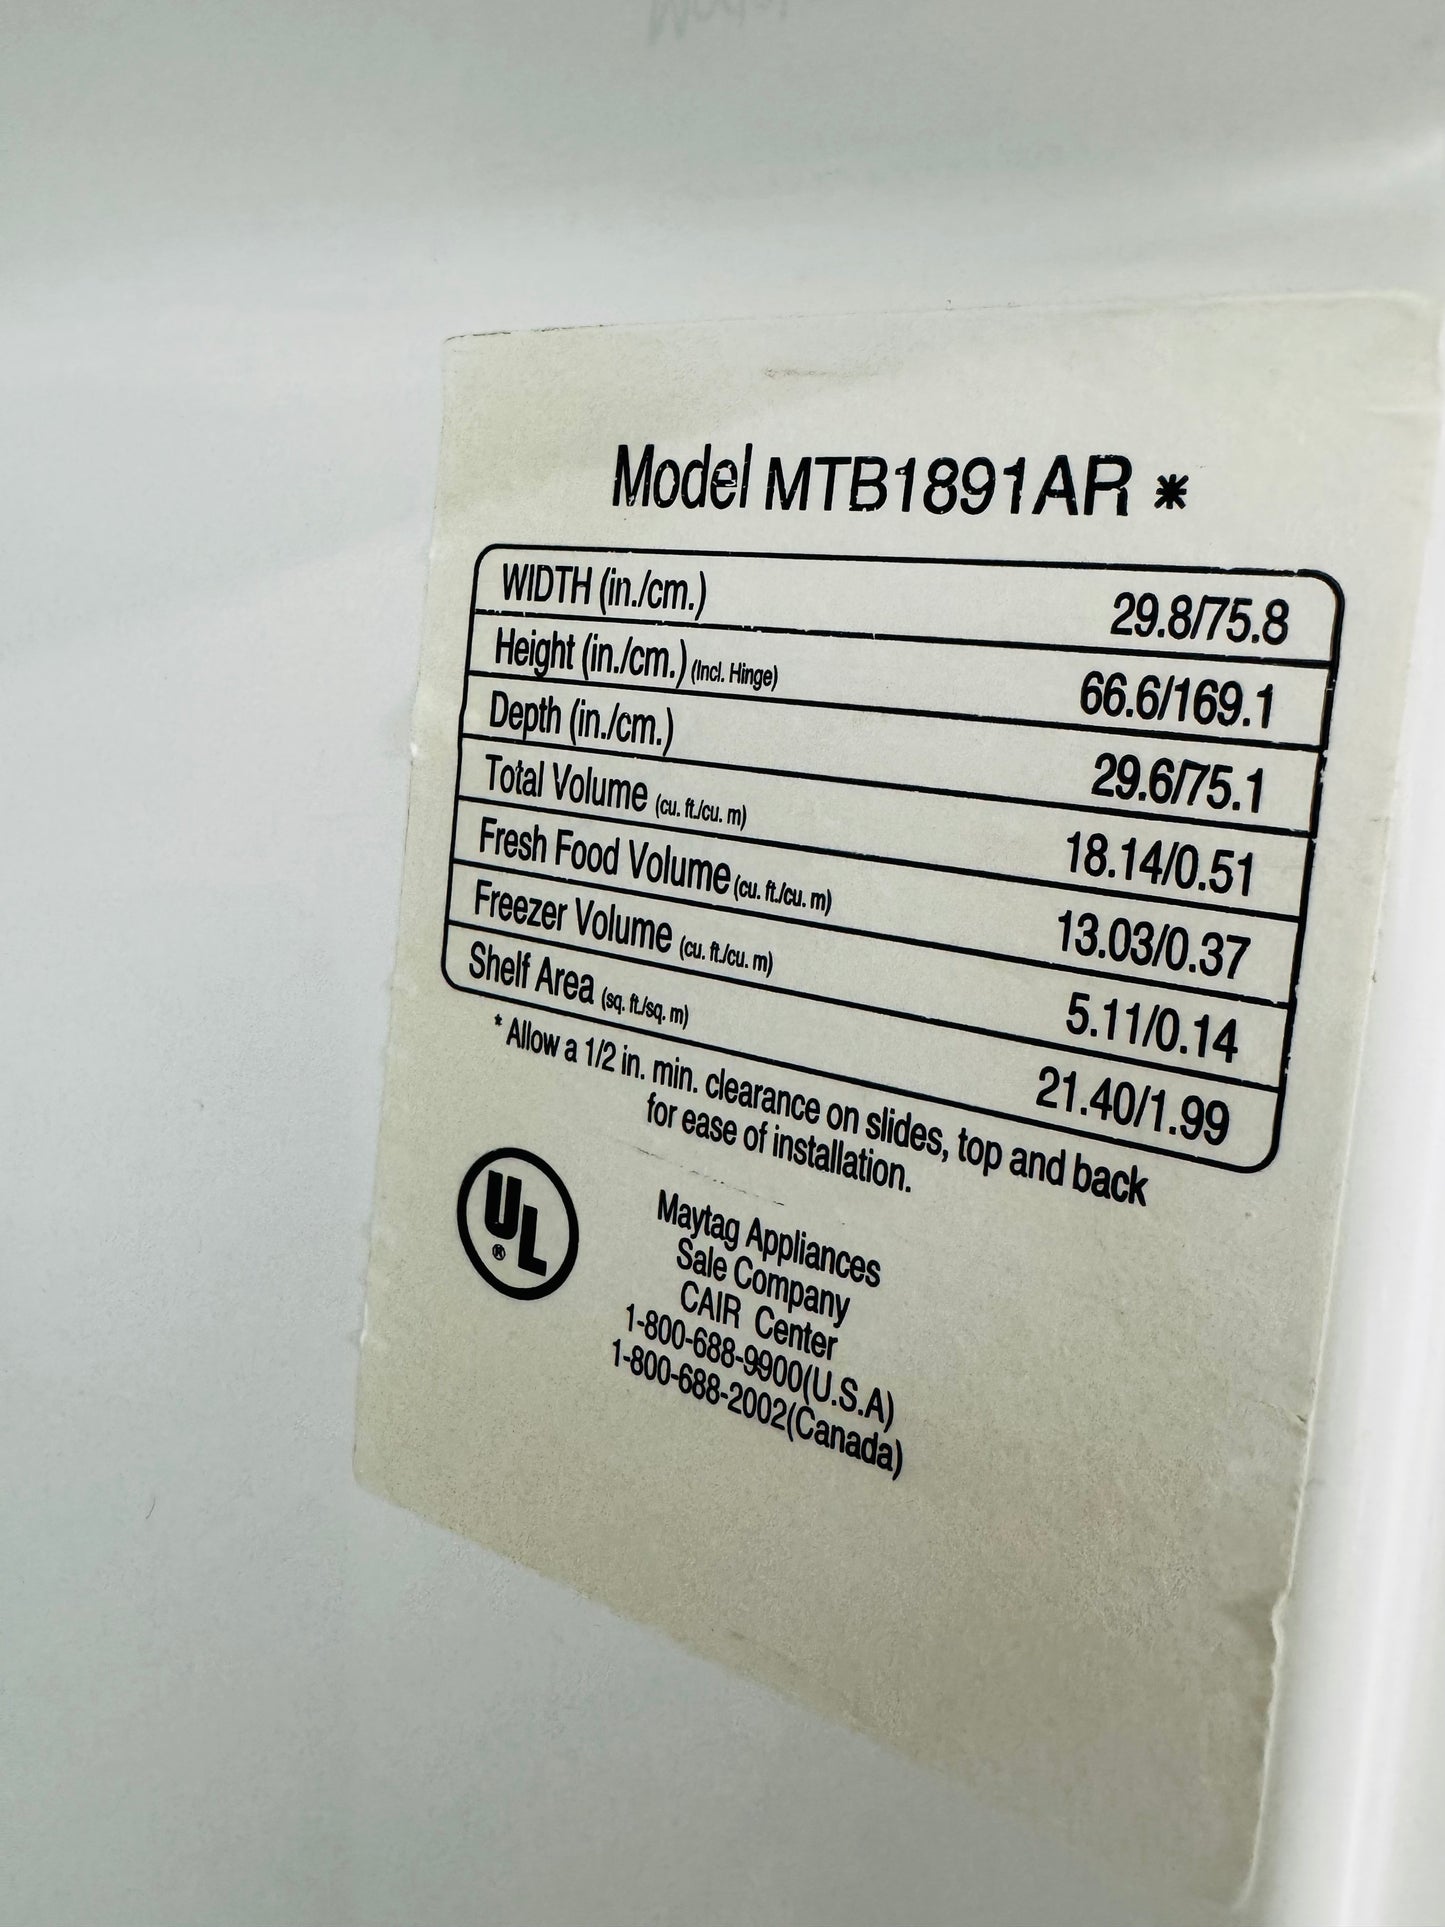 Model MTB1891AR *
WIDTH (in./cm.) 29.8/75.8
Height (in./cm.) (Incl. Hinge) 66.6/169.1
Depth (in./cm.) 29.6/75.1
Total Volume (cu. ft./cu. m) 18.14/0.51
Fresh Food Volume (cu. ft./cu. m) 13.03/0.37
Freezer Volume (cu. ft./cu. m) 5.11/0.14
Shelf Area (sq. ft./sq. m) 21.40/1.99
* Allow a 1/2 in. min. clearance on slides, top and back
for ease of installation.
UL ®
Maytag Appliances
Sale Company
CAIR Center
1-800-688-9900(U.S.A)
1-800-688-2002(Canada)